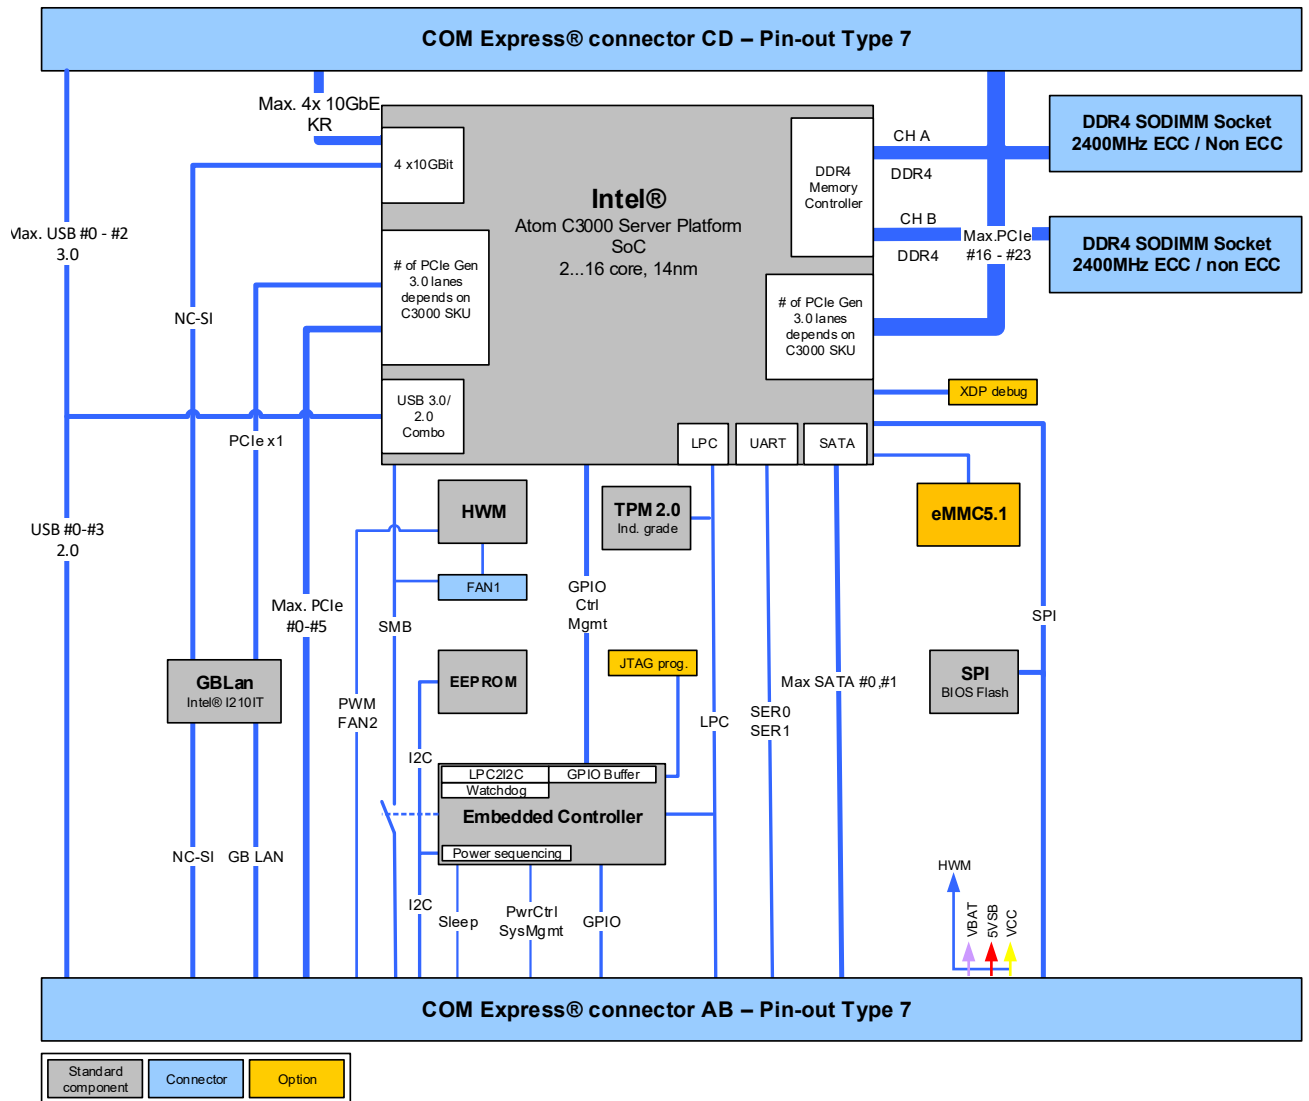 COM Express® connector CD – Pin-out Type 7
Max. 4x 10GbE
KR
4 x10GBit
Intel®
Atom C3000 Server Platform
SoC
2...16 core, 14nm
DDR4
Memory
Controller
CH A
DDR4
CH B
DDR4
DDR4 SODIMM Socket
2400MHz ECC / Non ECC
DDR4 SODIMM Socket
2400MHz ECC / non ECC
Max.PCIe
#16 - #23
Max. USB #0 - #2
3.0
NC-SI
# of PCIe Gen
3.0 lanes
depends on
C3000 SKU
# of PCIe Gen
3.0 lanes
depends on
C3000 SKU
USB 3.0/
2.0
Combo
PCIe x1
XDP debug
LPC
UART
SATA
HWM
TPM 2.0
Ind. grade
eMMC5.1
USB #0-#3
2.0
FAN1
GPIO
Ctrl
Mgmt
Max. PCIe
#0-#5
SMB
SPI
JTAG prog.
GBLan
Intel® I210IT
EEPROM
Max SATA #0,#1
SPI
BIOS Flash
PWM
FAN2
LPC
SER0
SER1
I2C
LPC2I2C
GPIO Buffer
Watchdog
Embedded Controller
Power sequencing
NC-SI
GB LAN
I2C
Sleep
PwrCtrl
SysMgmt
GPIO
HWM
VBAT
5VSB
VCC
COM Express® connector AB – Pin-out Type 7
Standard
component
Connector
Option